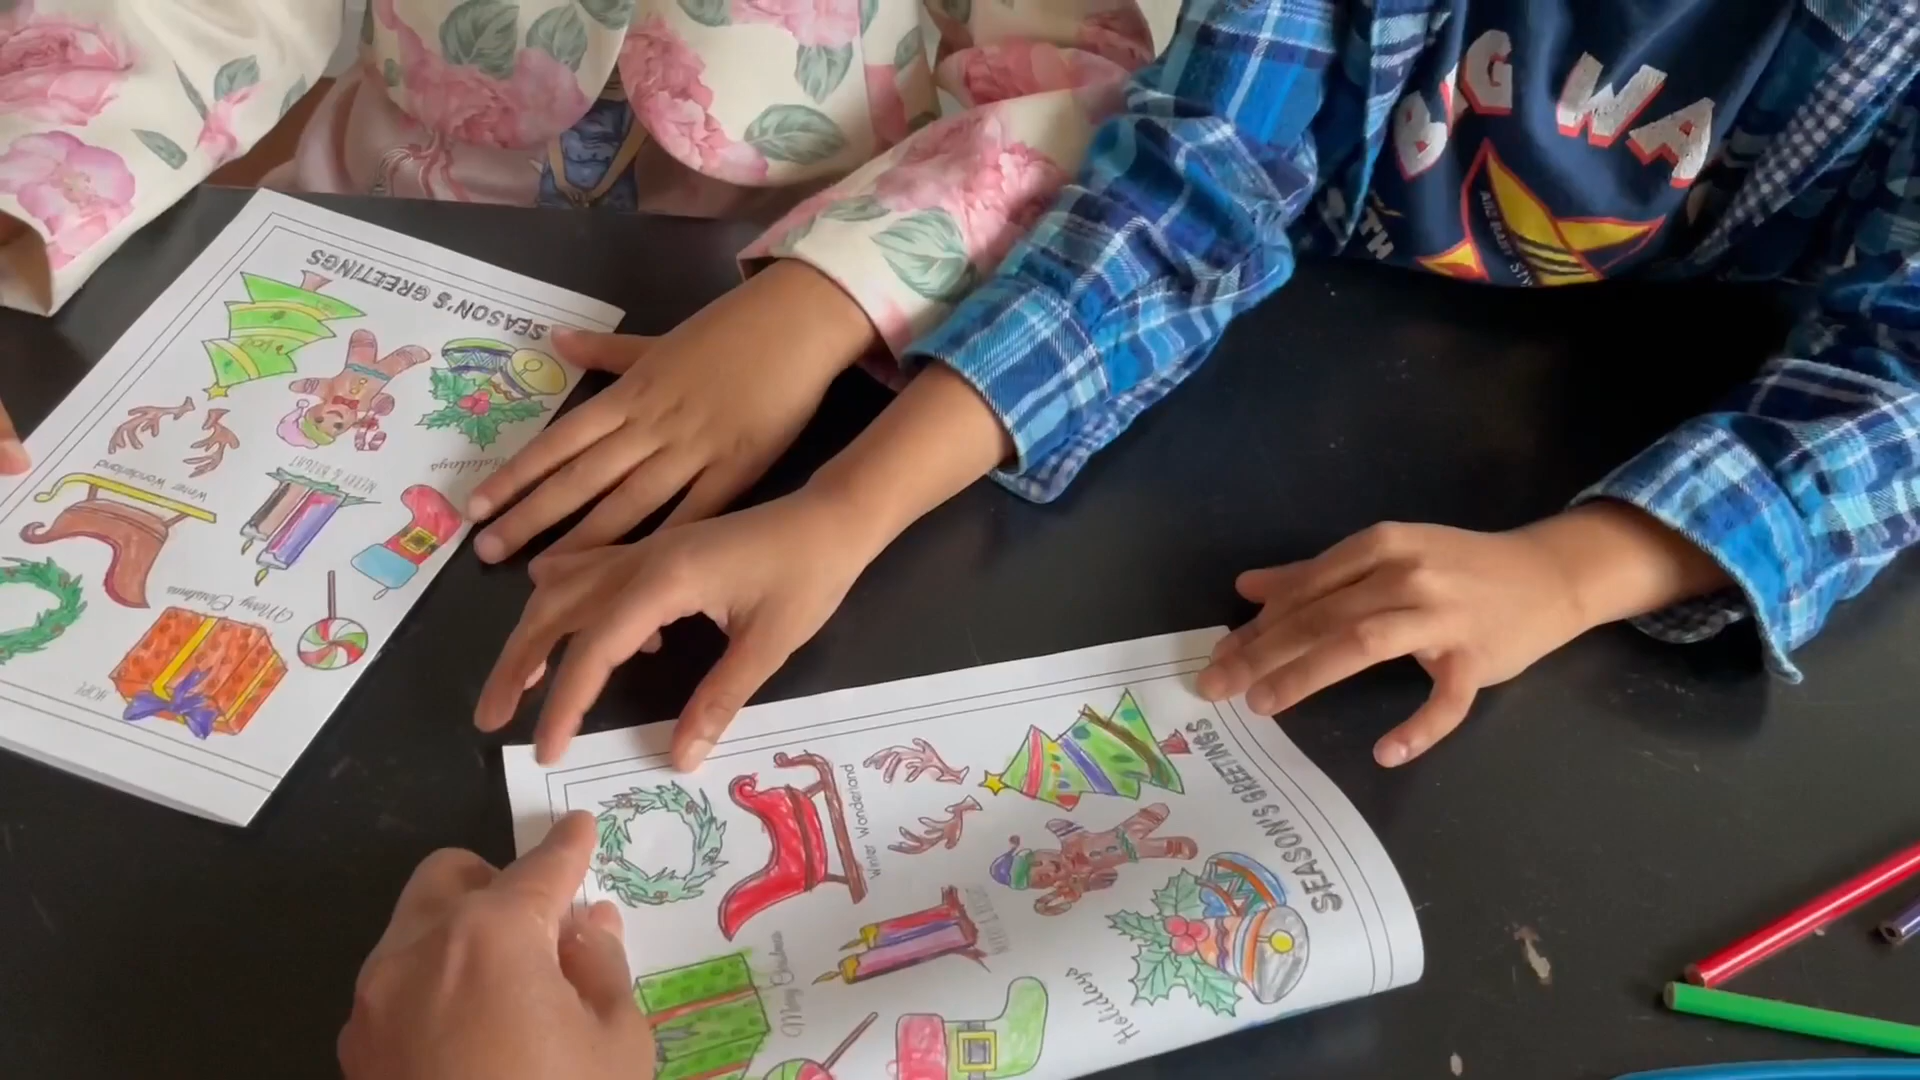 SEASON'S GREETINGS
Holidays
MERRY & BRIGHT
Winter Wonderland
Merry Christmas
HOPE
BIG WA
SEASON'S GREETINGS
Winter Wonderland
Merry Christmas
Holidays